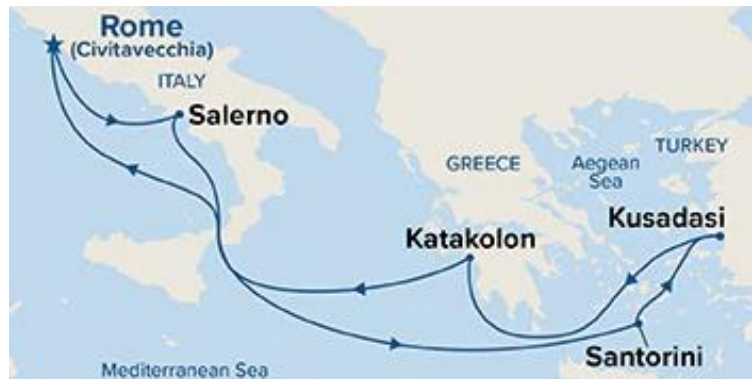 Rome
(Civitavecchia)
ITALY
Salerno
GREECE
Aegean
Sea
TURKEY
Kusadasi
Katakolon
Santorini
Mediterranean Sea